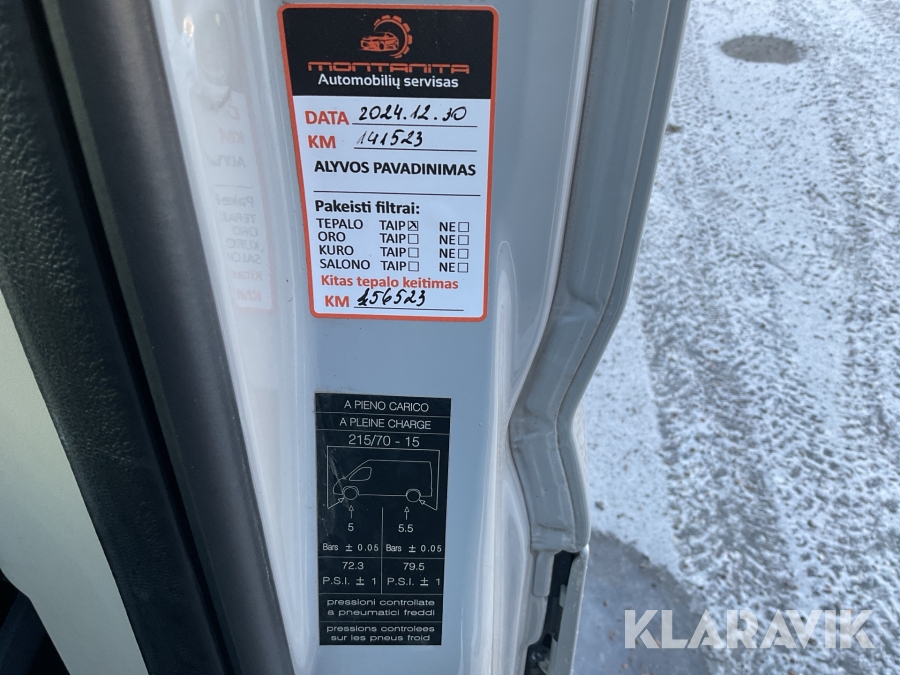 MONTANITA
Automobilių servisas
DATA 2024.12.30
KM 141523
ALYVOS PAVADINIMAS
Pakeisti filtrai:
TEPALO TAIP☒ NE☐
ORO TAIP☐ NE☐
KURO TAIP☐ NE☐
SALONO TAIP☐ NE☐
Kitas tepalo keitimas
KM 156523
A PIENO CARICO
A PLEINE CHARGE
215/70 - 15
5 5.5
Bars ± 0.05 Bars ± 0.05
72.3 79.5
P.S.I. ± 1 P.S.I. ± 1
pressioni controllate
a pneumatici freddi
pressions controlees
sur les pneus froid
KLARAVIK